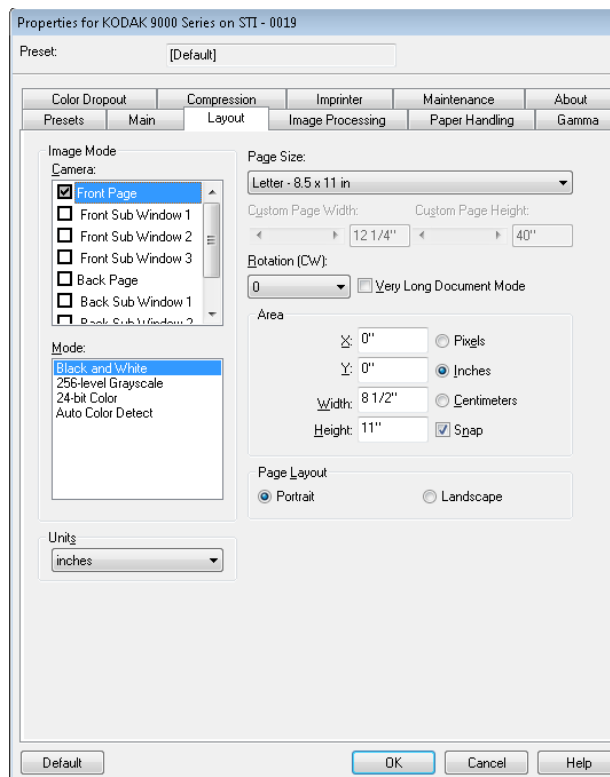 Properties for KODAK 9000 Series on STI - 0019
Preset: [Default]
Color Dropout Compression Imprinter Maintenance About
Presets Main Layout Image Processing Paper Handling Gamma
Image Mode
Camera:
Front Page
Front Sub Window 1
Front Sub Window 2
Front Sub Window 3
Back Page
Back Sub Window 1
Back Sub Window 2
Mode:
Black and White
256-level Grayscale
24-bit Color
Auto Color Detect
Units
inches
Page Size:
Letter - 8.5 x 11 in
Custom Page Width: Custom Page Height:
12 1/4" 40"
Rotation (CW):
0 Very Long Document Mode
Area
X: 0" Pixels
Y: 0" Inches
Width: 8 1/2" Centimeters
Height: 11" Snap
Page Layout
Portrait Landscape
Default OK Cancel Help